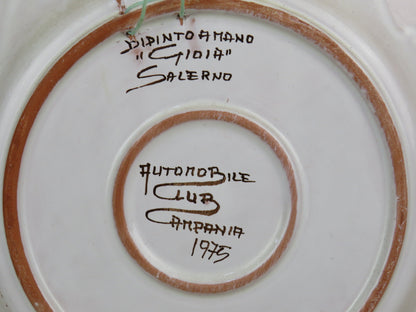 DIPINTO A MANO
"GIOIA"
SALERNO
AUTOMOBILE
CLUB
CAMPANIA
1975